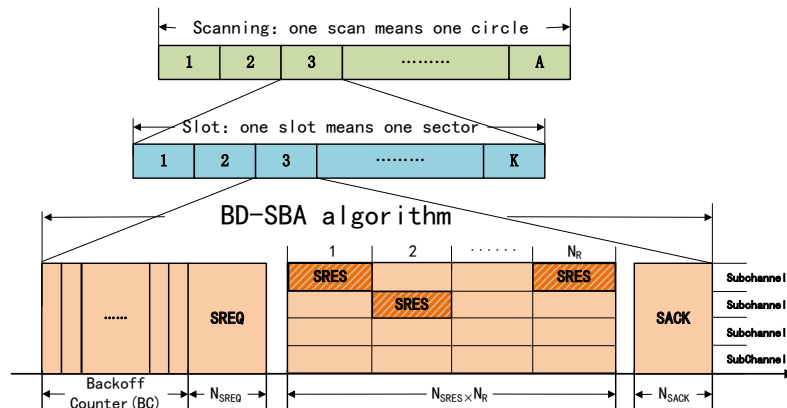 Scanning: one scan means one circle
1 2 3 ……… A
Slot: one slot means one sector
1 2 3 ……… K
BD-SBA algorithm
1 2 …… NR
SRES SRES Subchannel
…… SREQ SRES SACK Subchannel
Subchannel
SubChannel
Backoff
Counter(BC) NSREQ NSRES×NR NSACK